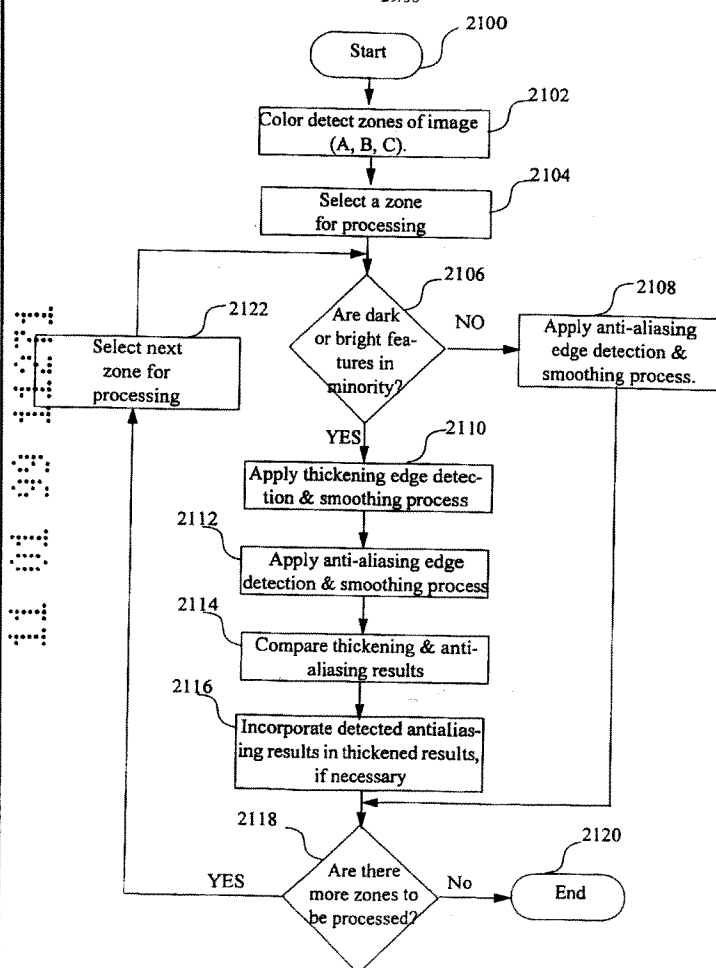 2100
Start
2102
Color detect zones of image
(A, B, C).
2104
Select a zone
for processing
2106
Are dark
or bright fea-
tures in
minority?
NO
2108
Apply anti-aliasing
edge detection &
smoothing process.
2122
Select next
zone for
processing
YES
2110
Apply thickening edge detec-
tion & smoothing process
2112
Apply anti-aliasing edge
detection & smoothing process
2114
Compare thickening & anti-
aliasing results
2116
Incorporate detected antialias-
ing results in thickened results,
if necessary
2118
Are there
more zones to
be processed?
YES
No
2120
End